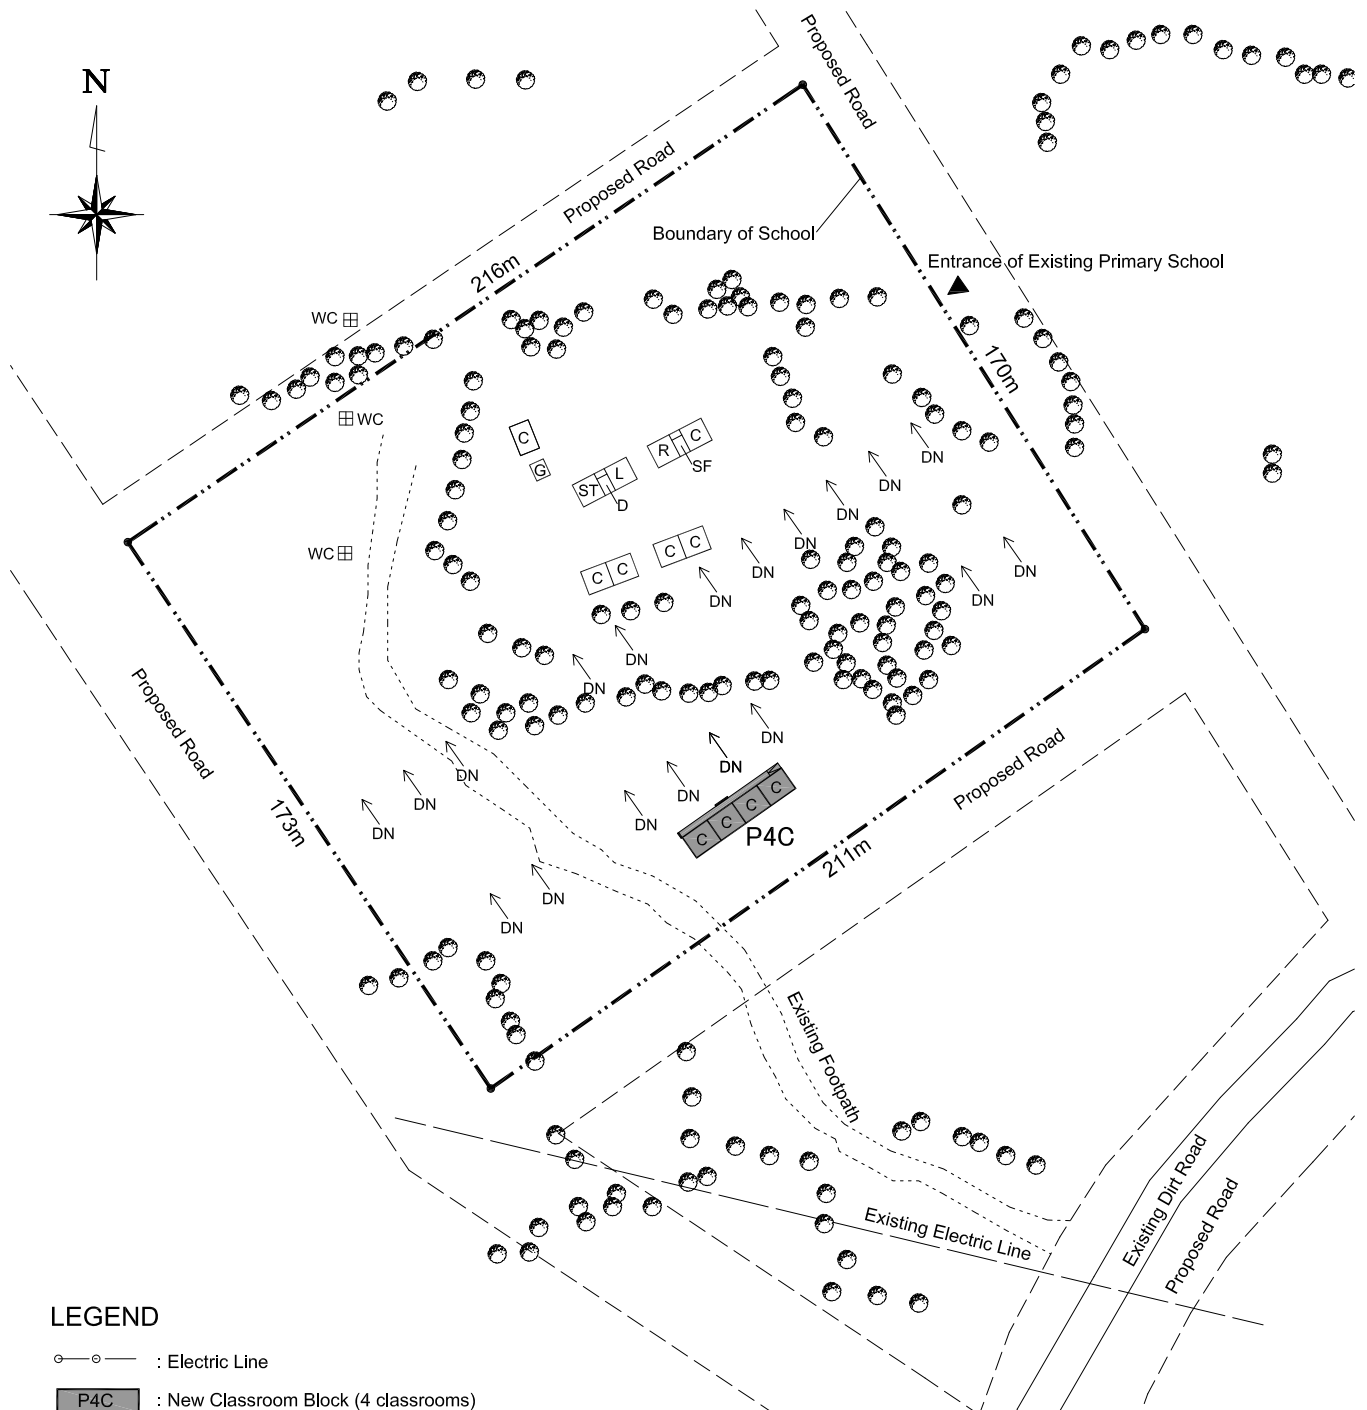 N
Proposed Road
Proposed Road
Boundary of School
216m
Entrance of Existing Primary School
WC
170m
WC
C
R
C
SF
G
ST
L
D
DN
DN
DN
DN
C
C
WC
C
C
DN
DN
DN
DN
DN
DN
Proposed Road
DN
DN
DN
DN
DN
DN
DN
DN
Proposed Road
173m
C
C
C
C
P4C
211m
DN
DN
Existing Footpath
Existing Electric Line
Existing Dirt Road
Proposed Road
LEGEND
: Electric Line
P4C : New Classroom Block (4 classrooms)